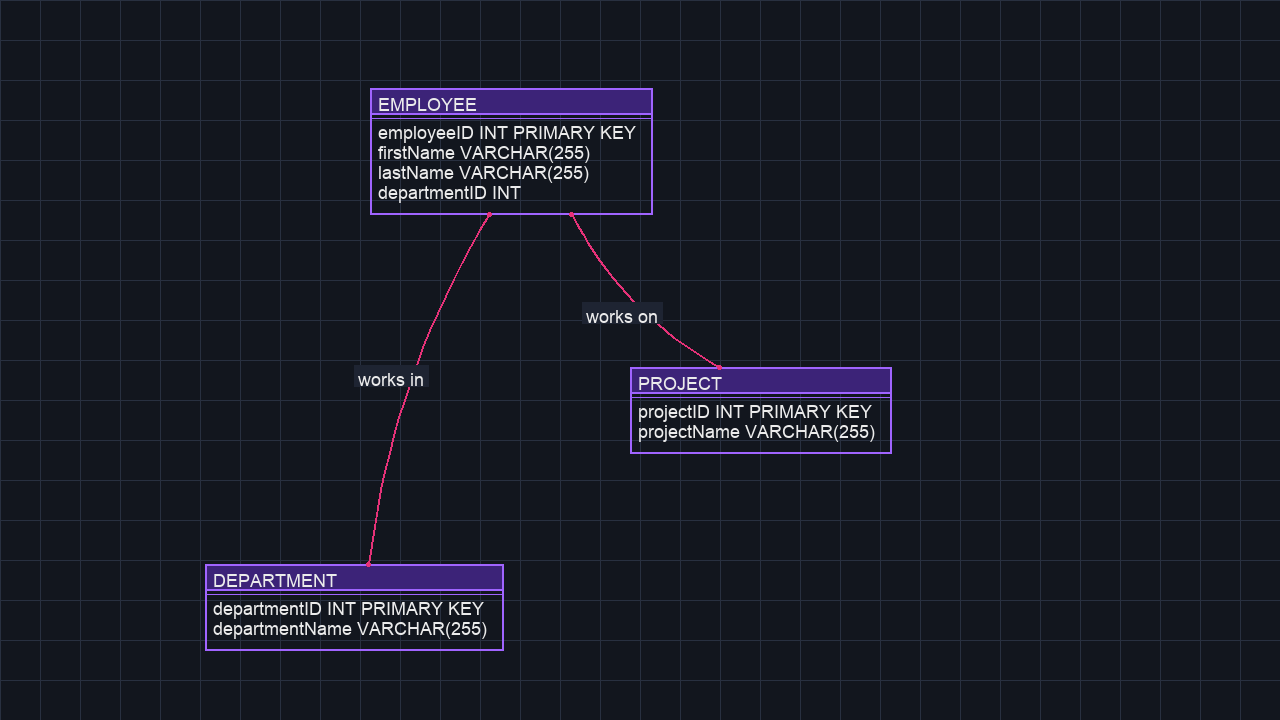 EMPLOYEE
employeeID INT PRIMARY KEY
firstName VARCHAR(255)
lastName VARCHAR(255)
departmentID INT
works on
works in
PROJECT
projectID INT PRIMARY KEY
projectName VARCHAR(255)
DEPARTMENT
departmentID INT PRIMARY KEY
departmentName VARCHAR(255)